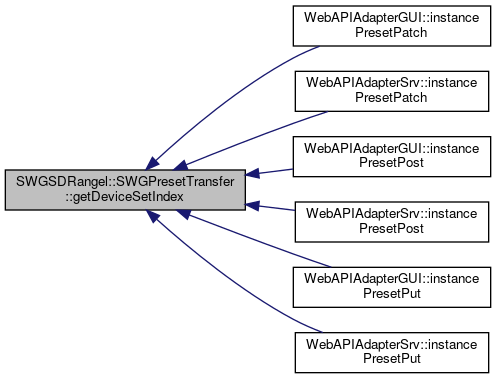 WebAPIAdapterGUI::instance
PresetPatch
WebAPIAdapterSrv::instance
PresetPatch
WebAPIAdapterGUI::instance
PresetPost
SWGSDRangel::SWGPresetTransfer
::getDeviceSetIndex
WebAPIAdapterSrv::instance
PresetPost
WebAPIAdapterGUI::instance
PresetPut
WebAPIAdapterSrv::instance
PresetPut